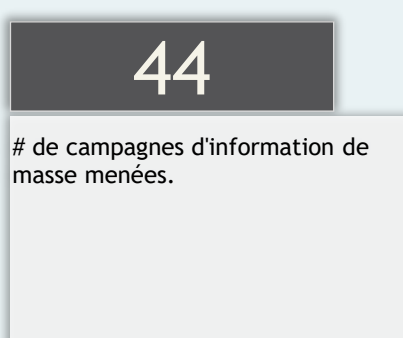 44
# de campagnes d'information de
masse menées.